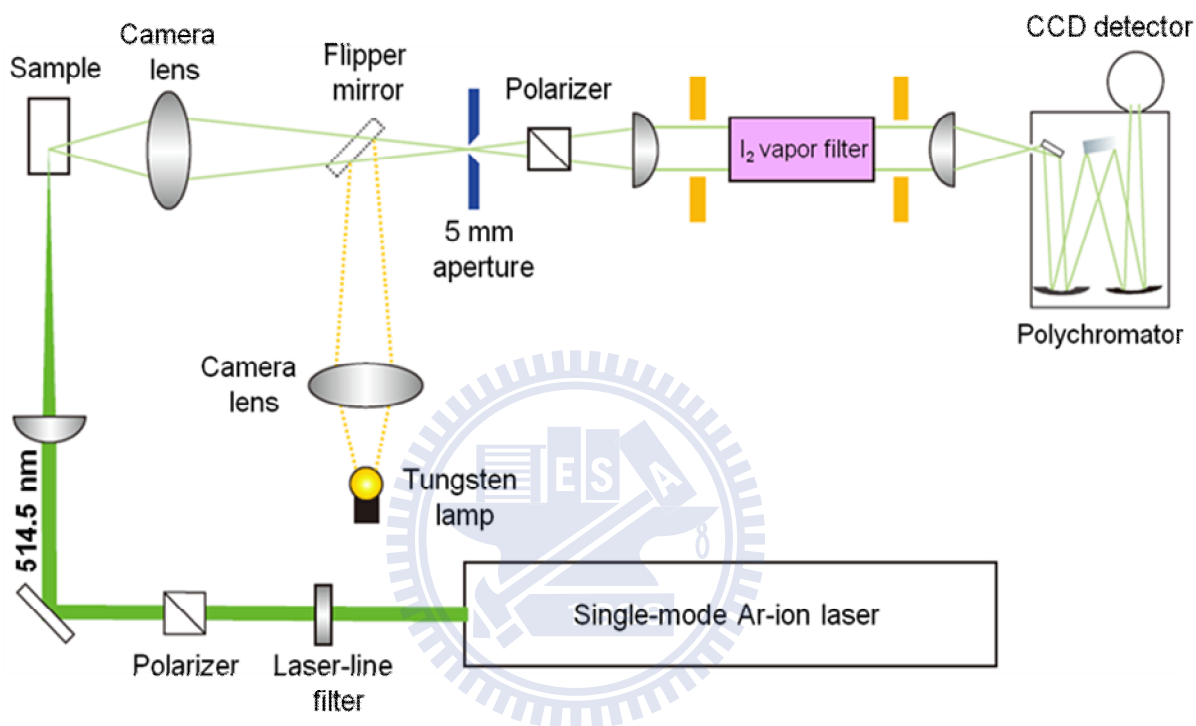 CCD detector
Camera
lens
Sample
Flipper
mirror
Polarizer
I₂ vapor filter
5 mm
aperture
Polychromator
Camera
lens
Tungsten
lamp
514.5 nm
E S A
Single-mode Ar-ion laser
Polarizer
Laser-line
filter